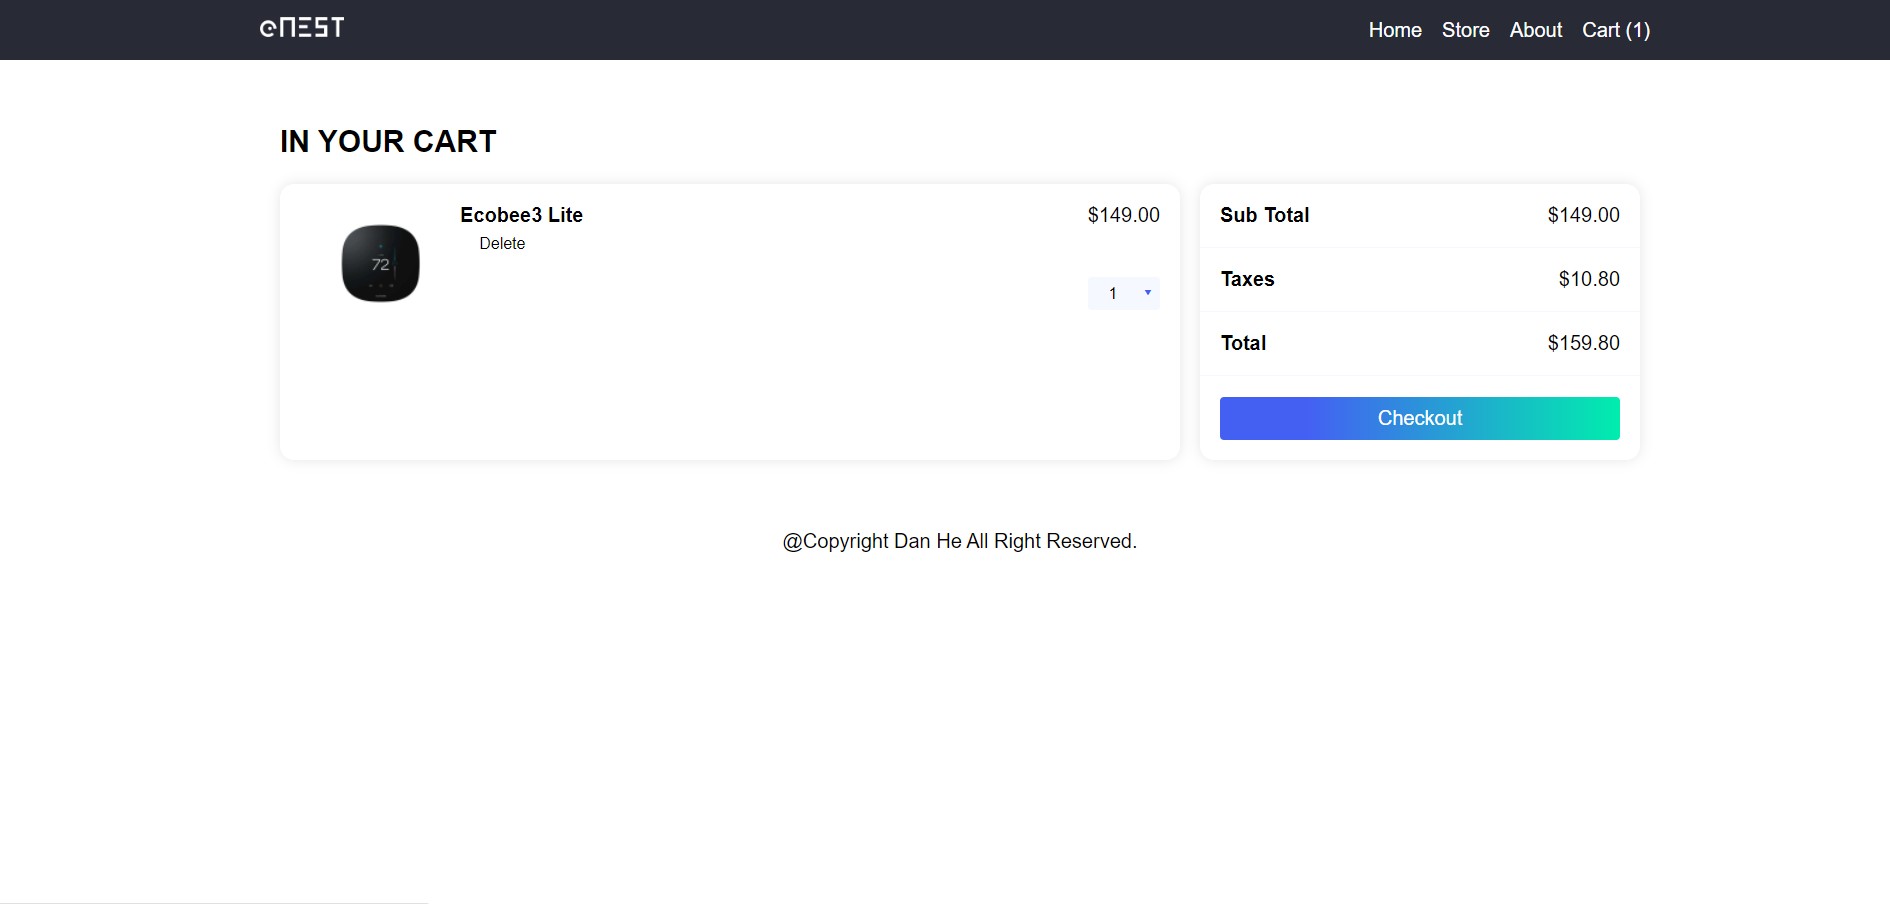 eNEST
Home Store About Cart (1)
IN YOUR CART
Ecobee3 Lite
$149.00
Delete
72
1
Sub Total $149.00
Taxes $10.80
Total $159.80
Checkout
@Copyright Dan He All Right Reserved.